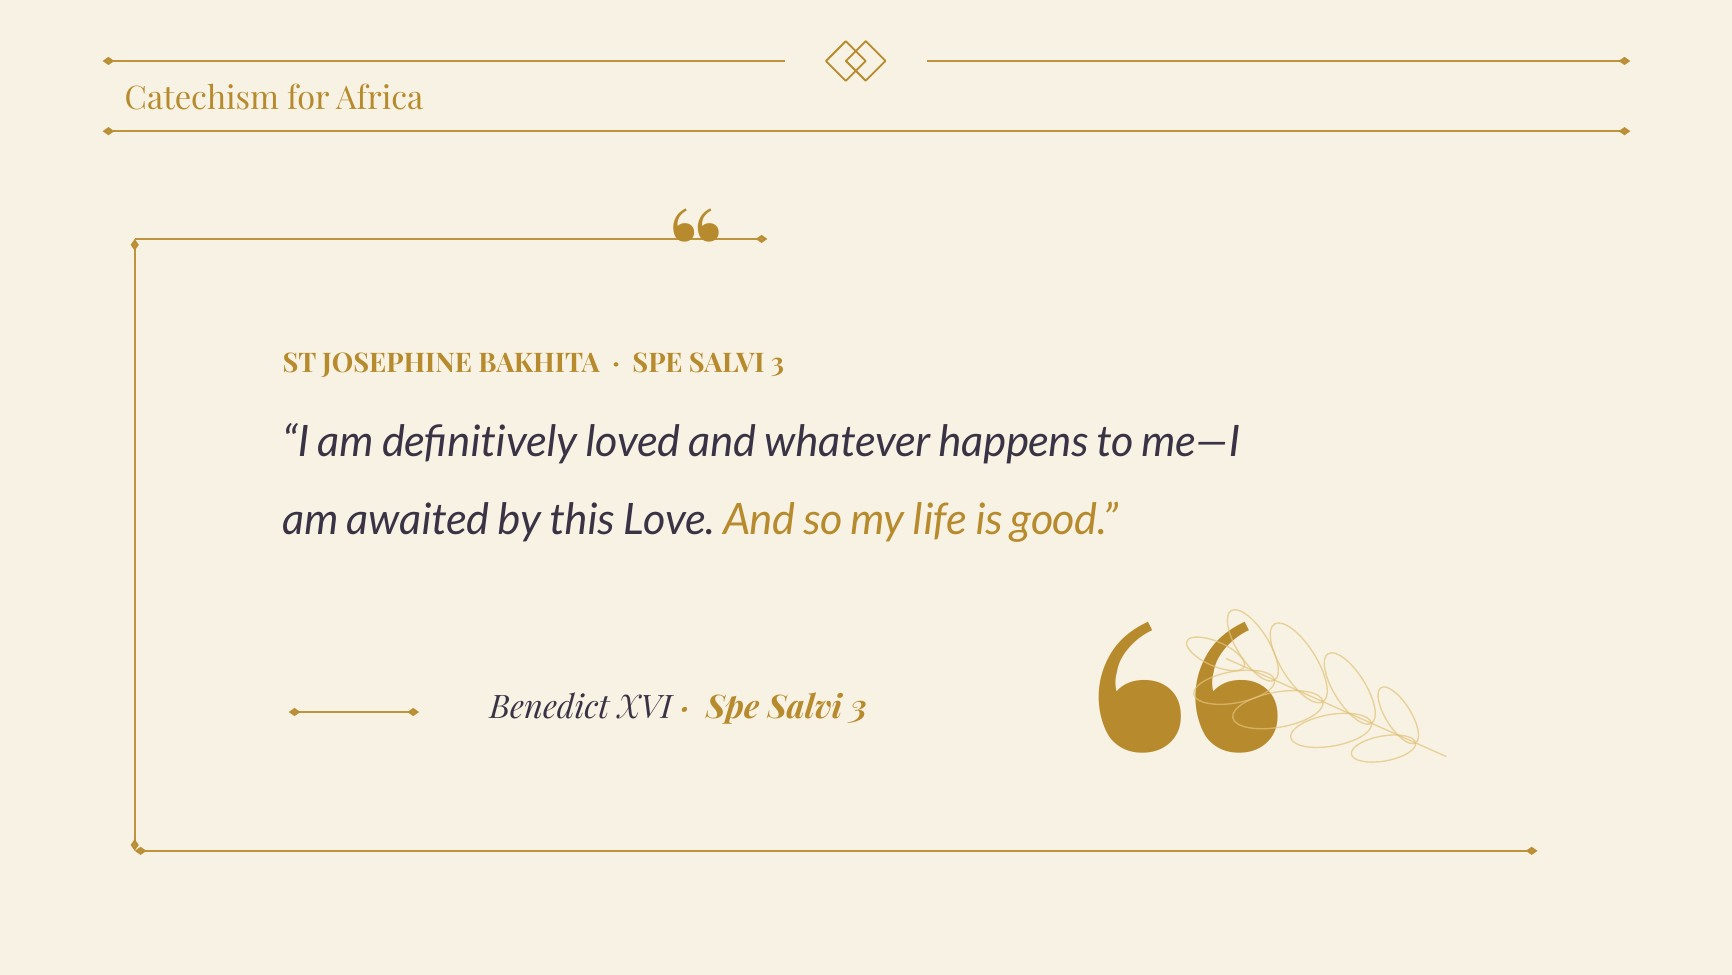 Catechism for Africa
ST JOSEPHINE BAKHITA · SPE SALVI 3
“I am definitively loved and whatever happens to me—I
am awaited by this Love. And so my life is good.”
Benedict XVI · Spe Salvi 3